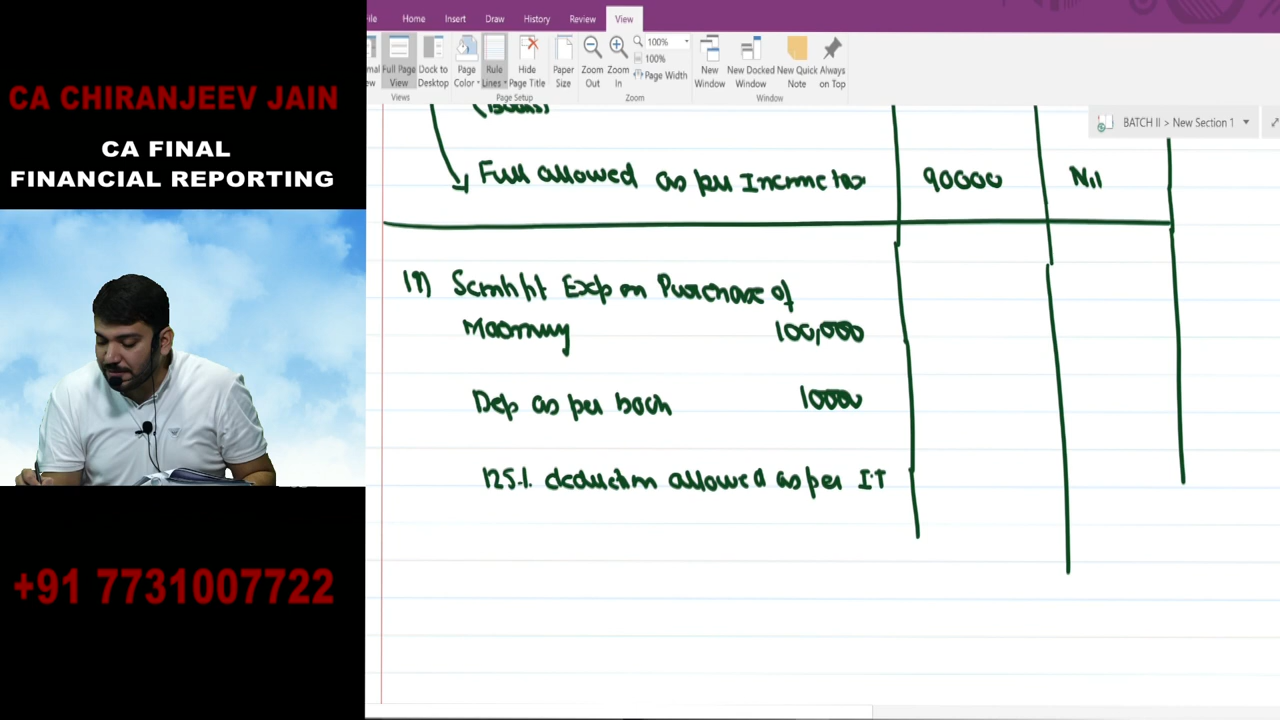 File Home Insert Draw History Review View
Full Page View Dock to Desktop Page Color Rule Lines Hide Page Title Paper Size Zoom Out Zoom In 100% 100% Page Width New Window New Docked Window New Quick Note Always on Top
Views Page Setup Zoom Window
BATCH II > New Section 1
CA CHIRANJEEV JAIN
CA FINAL
FINANCIAL REPORTING
+91 7731007722
Full allowed as per Income tax 90000 Nil
Exp on Purchase of
100,000
Dep as per book 10000
125% deduction allowed as per I.T